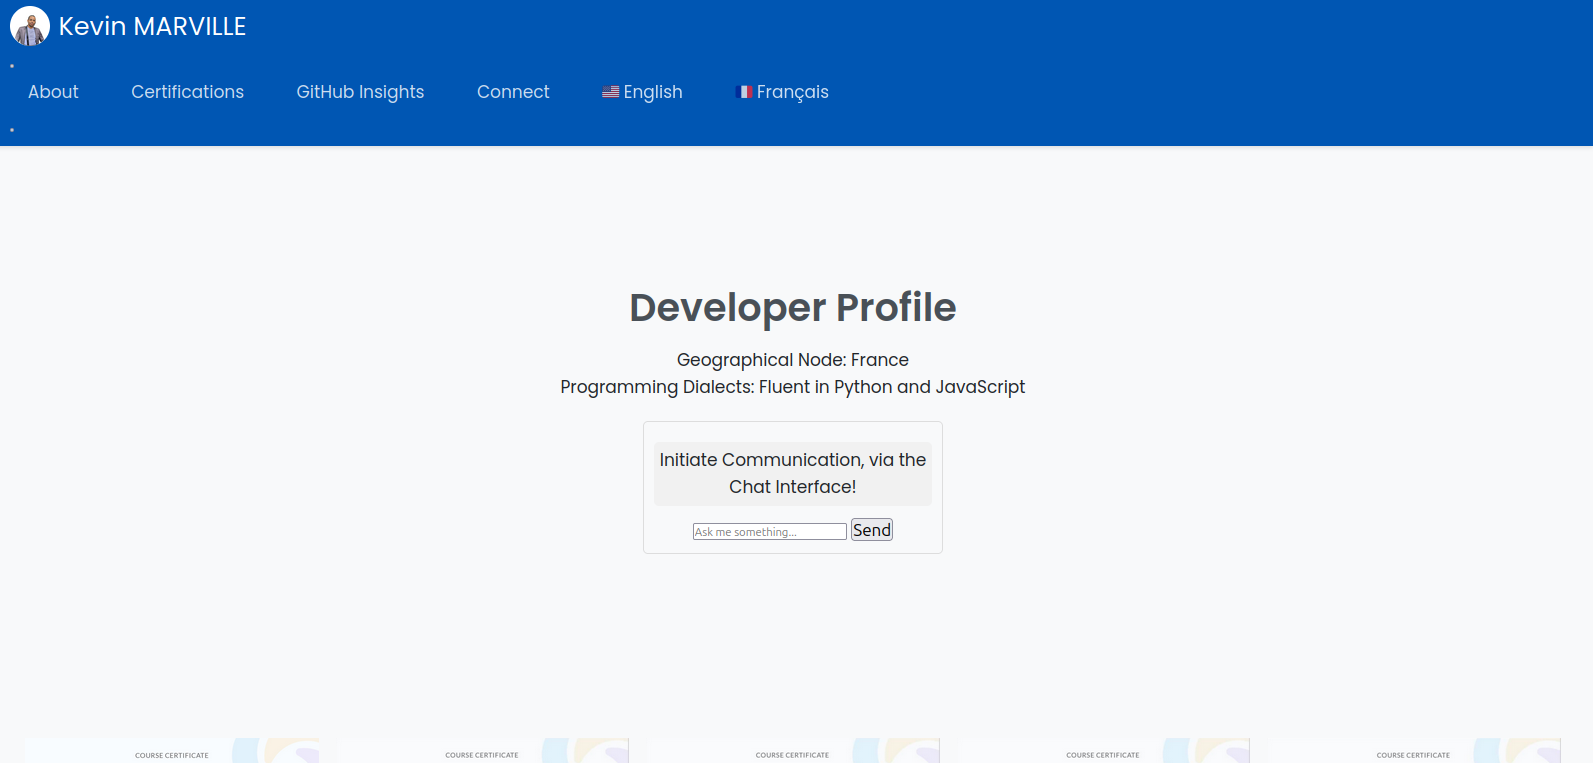 Kevin MARVILLE
About Certifications GitHub Insights Connect English Français
Developer Profile
Geographical Node: France
Programming Dialects: Fluent in Python and JavaScript
Initiate Communication, via the
Chat Interface!
Ask me something... Send
COURSE CERTIFICATE COURSE CERTIFICATE COURSE CERTIFICATE COURSE CERTIFICATE COURSE CERTIFICATE